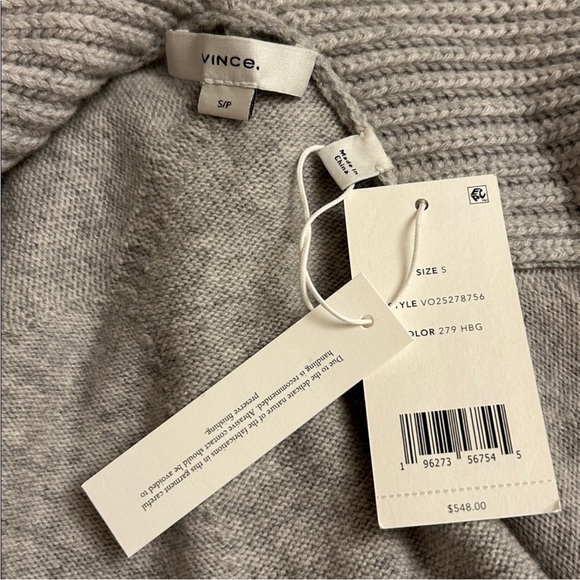 VINCE.
S/P
Made in
China
SIZE S
STYLE VO25278756
COLOR 279 HBG
1 96273 56754 5
$548.00
Due to the delicate nature of the fabrications in this garment careful
handling is recommended. Abrasive contact should be avoided to
preserve finishing.